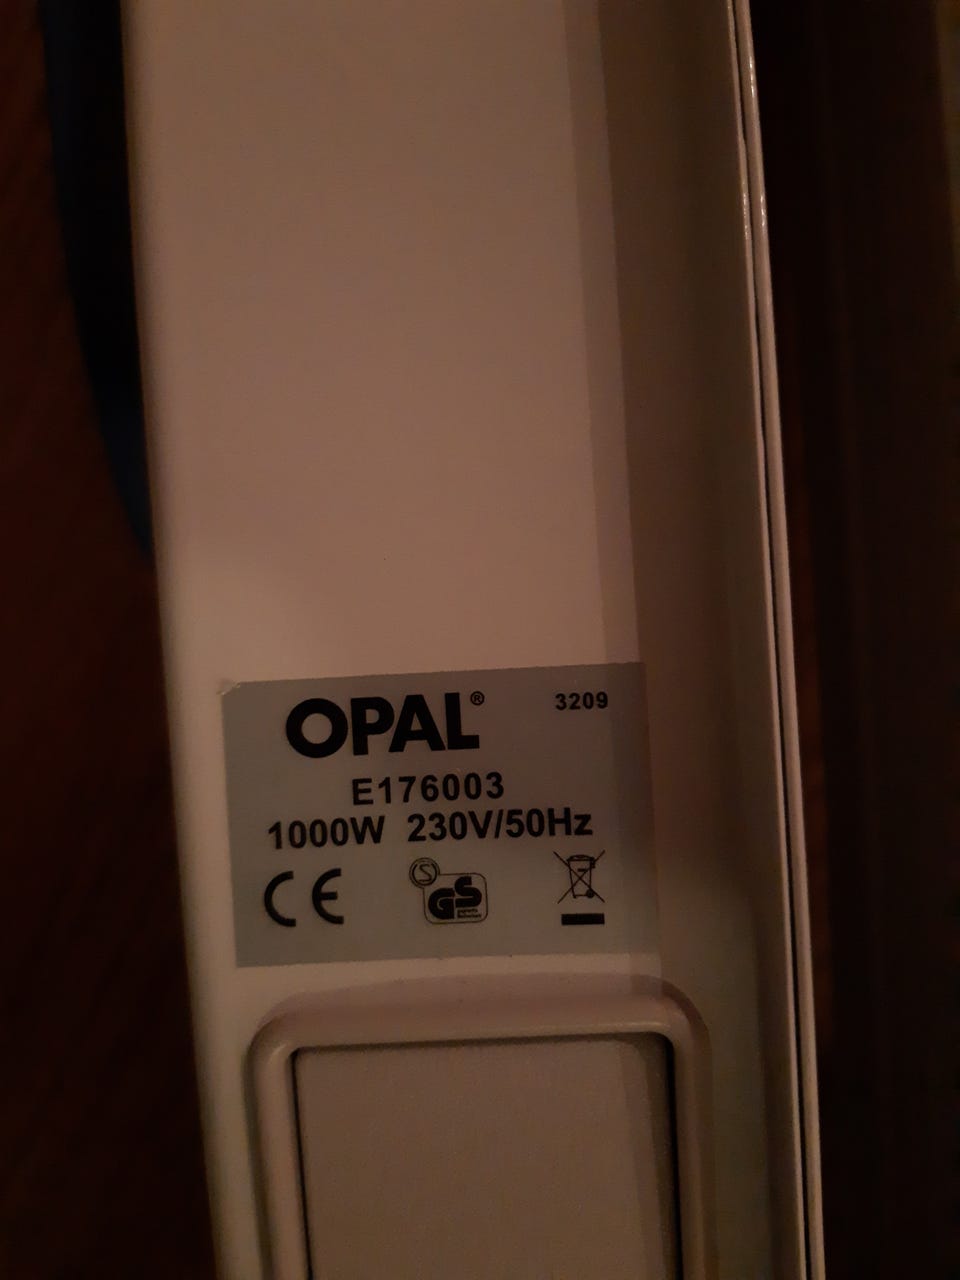 OPAL® 3209
E176003
1000W 230V/50Hz
CE S GS